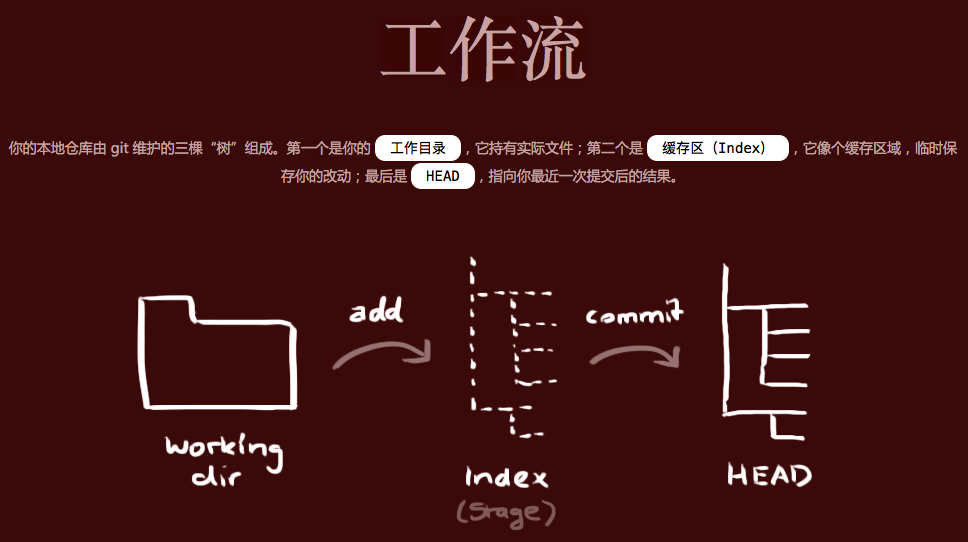 工作流
你的本地仓库由 git 维护的三棵“树”组成。第一个是你的 工作目录 ，它持有实际文件；第二个是 缓存区（Index） ，它像个缓存区域，临时保
存你的改动；最后是 HEAD ，指向你最近一次提交后的结果。
add
commit
working
dir
Index
HEAD
(Stage)